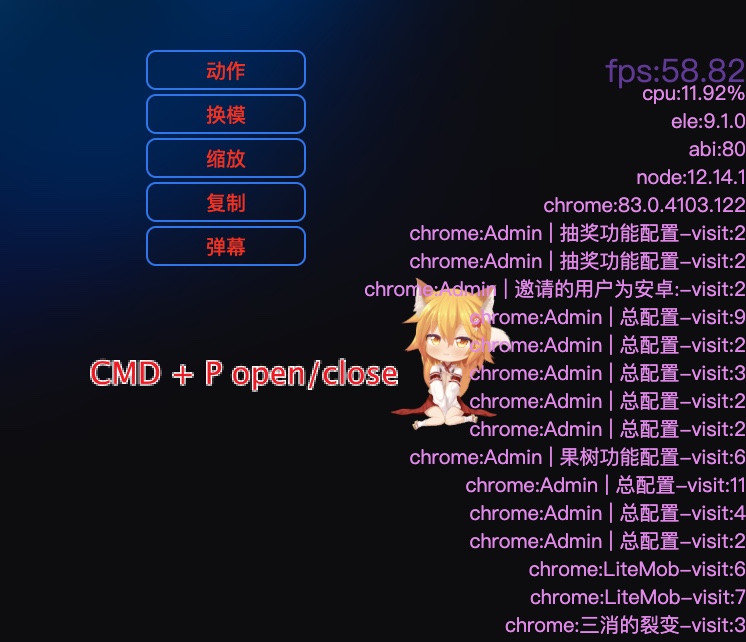 动作
换模
缩放
复制
弹幕
CMD + P open/close
fps:58.82
cpu:11.92%
ele:9.1.0
abi:80
node:12.14.1
chrome:83.0.4103.122
chrome:Admin | 抽奖功能配置-visit:2
chrome:Admin | 抽奖功能配置-visit:2
chrome:Admin | 邀请的用户为安卓:-visit:2
chrome:Admin | 总配置-visit:9
chrome:Admin | 总配置-visit:2
chrome:Admin | 总配置-visit:3
chrome:Admin | 总配置-visit:2
chrome:Admin | 总配置-visit:2
chrome:Admin | 果树功能配置-visit:6
chrome:Admin | 总配置-visit:11
chrome:Admin | 总配置-visit:4
chrome:Admin | 总配置-visit:2
chrome:LiteMob-visit:6
chrome:LiteMob-visit:7
chrome:三消的裂变-visit:3